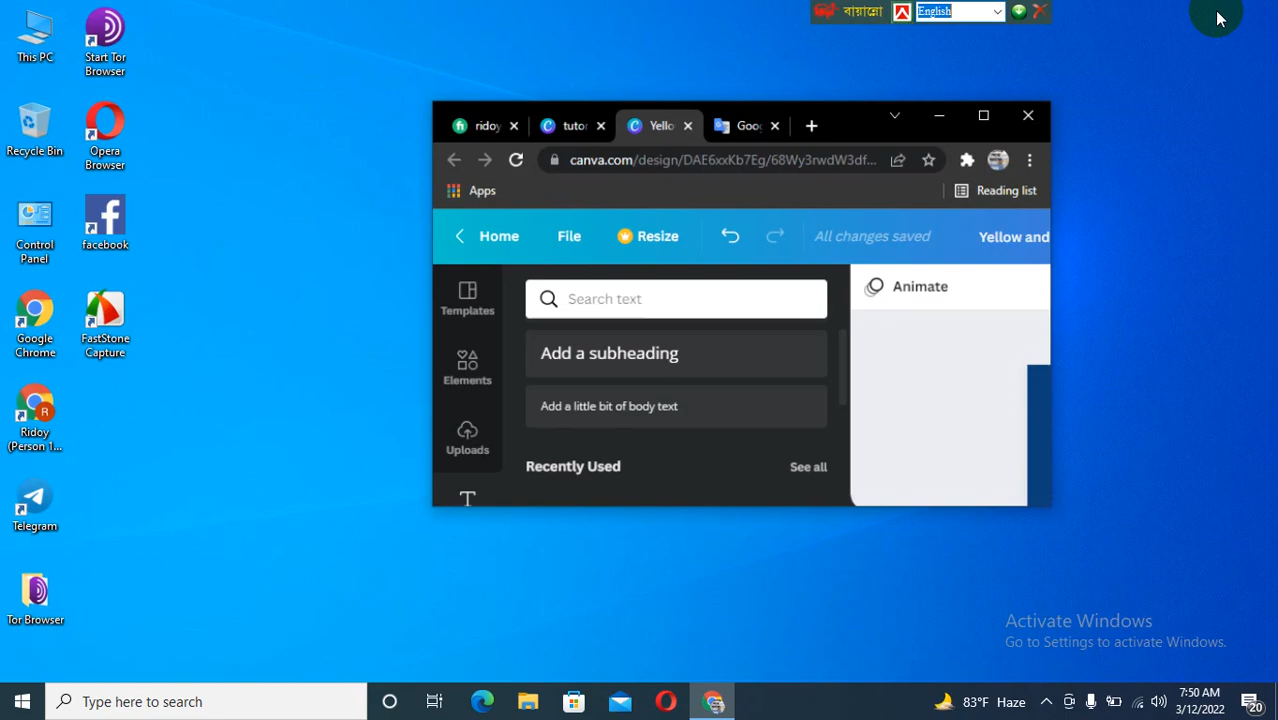 বায়ান্নো
English
This PC
Start Tor
Browser
Recycle Bin
Opera
Browser
Control
Panel
facebook
Google
Chrome
FastStone
Capture
Ridoy
(Person 1...
Telegram
Tor Browser
ridoy
tutor
Yello
Goog
canva.com/design/DAE6xxKb7Eg/68Wy3rwdW3df...
Apps
Reading list
Home
File
Resize
All changes saved
Yellow and
Templates
Search text
Animate
Add a subheading
Elements
Add a little bit of body text
Uploads
Recently Used
See all
Activate Windows
Go to Settings to activate Windows.
Type here to search
83°F Haze
7:50 AM
3/12/2022
20